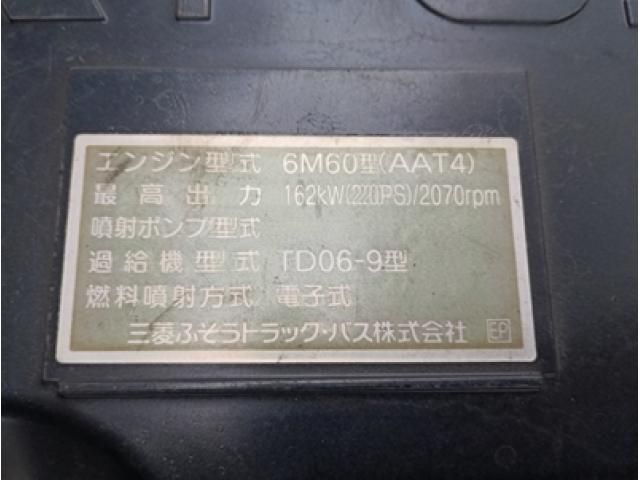 エンジン型式 6M60型(AAT4)
最高出力 162kW(220PS)/2070rpm
噴射ポンプ型式
過給機型式 TD06-9型
燃料噴射方式 電子式
三菱ふそうトラック・バス株式会社 EP